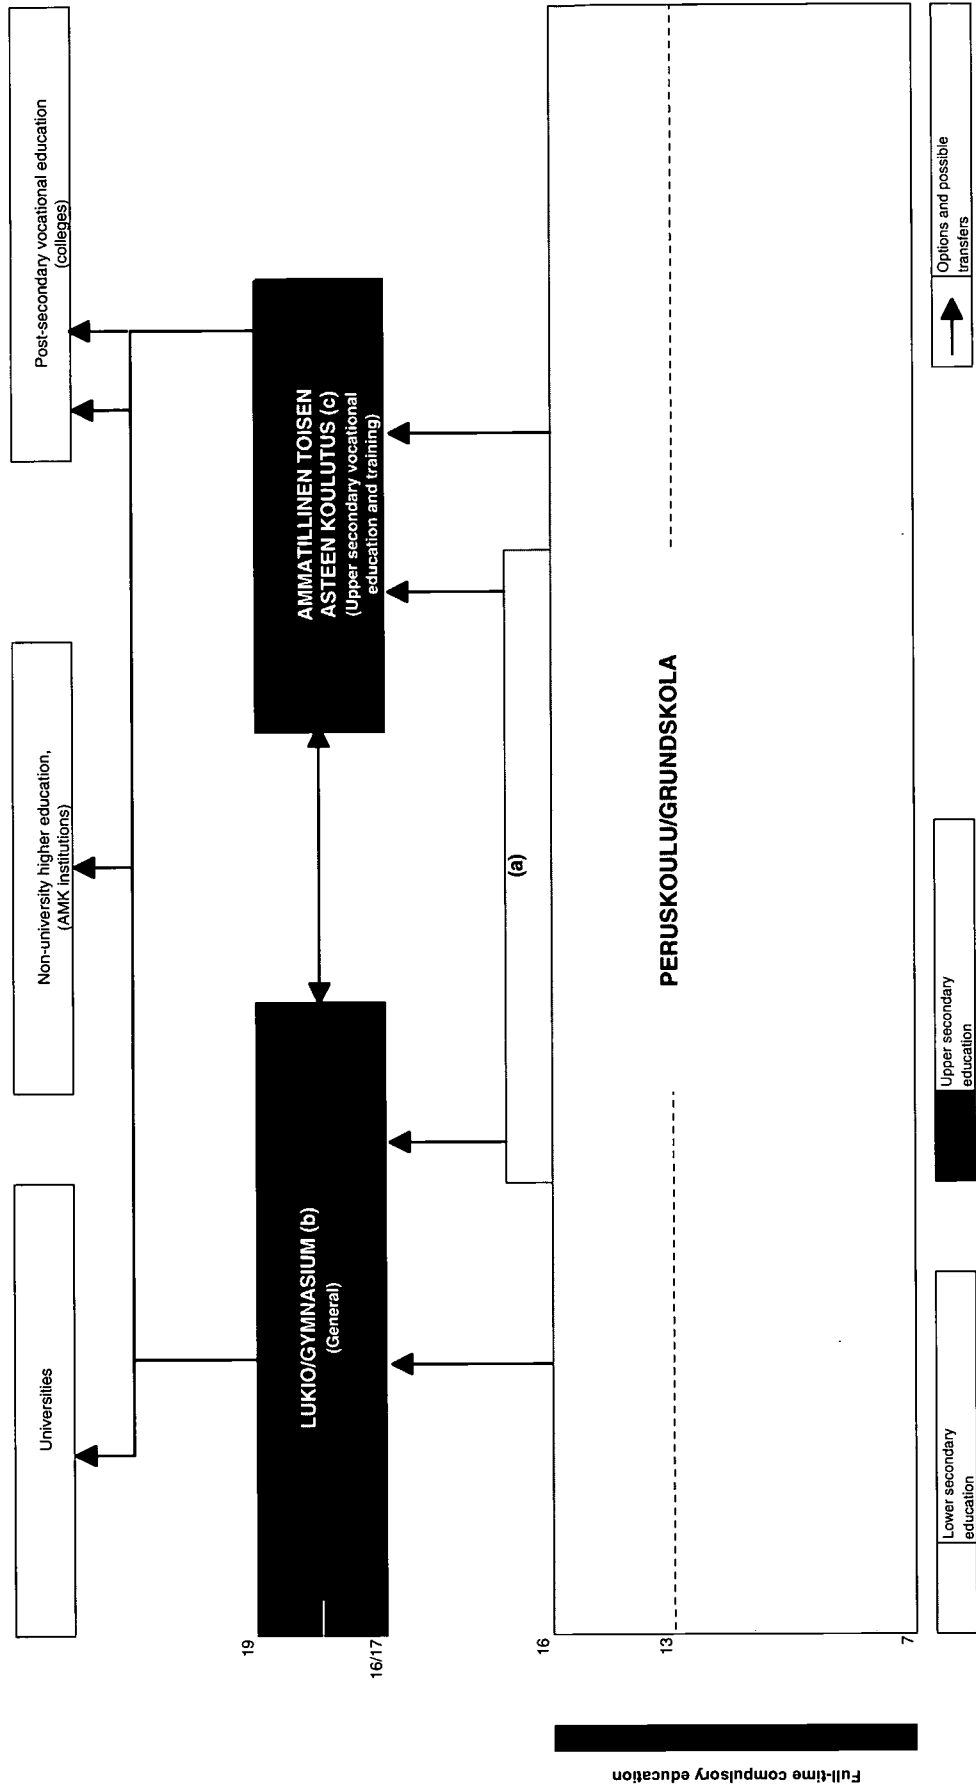 Universities
Non-university higher education,
(AMK institutions)
Post-secondary vocational education
(colleges)
19
16/17
LUKIO/GYMNASIUM (b)
(General)
AMMATILLINEN TOISEN
ASTEEN KOULUTUS (c)
(Upper secondary vocational
education and training)
(a)
16
13
7
PERUSKOULU/GRUNDSKOLA
Full-time compulsory education
Lower secondary
education
Upper secondary
education
Options and possible
transfers